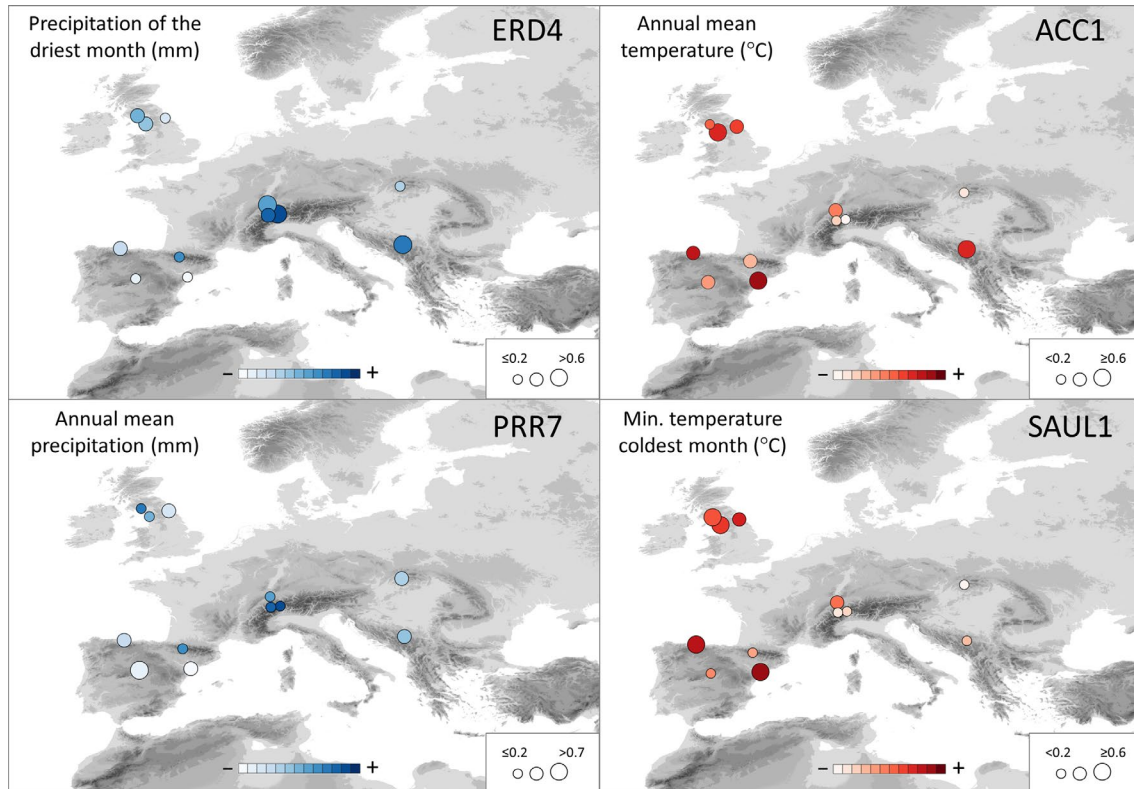 Precipitation of the
driest month (mm)
ERD4
≤0.2
>0.6
−
+
Annual mean
temperature (°C)
ACC1
<0.2
≥0.6
−
+
Annual mean
precipitation (mm)
PRR7
≤0.2
>0.7
−
+
Min. temperature
coldest month (°C)
SAUL1
<0.2
≥0.6
−
+